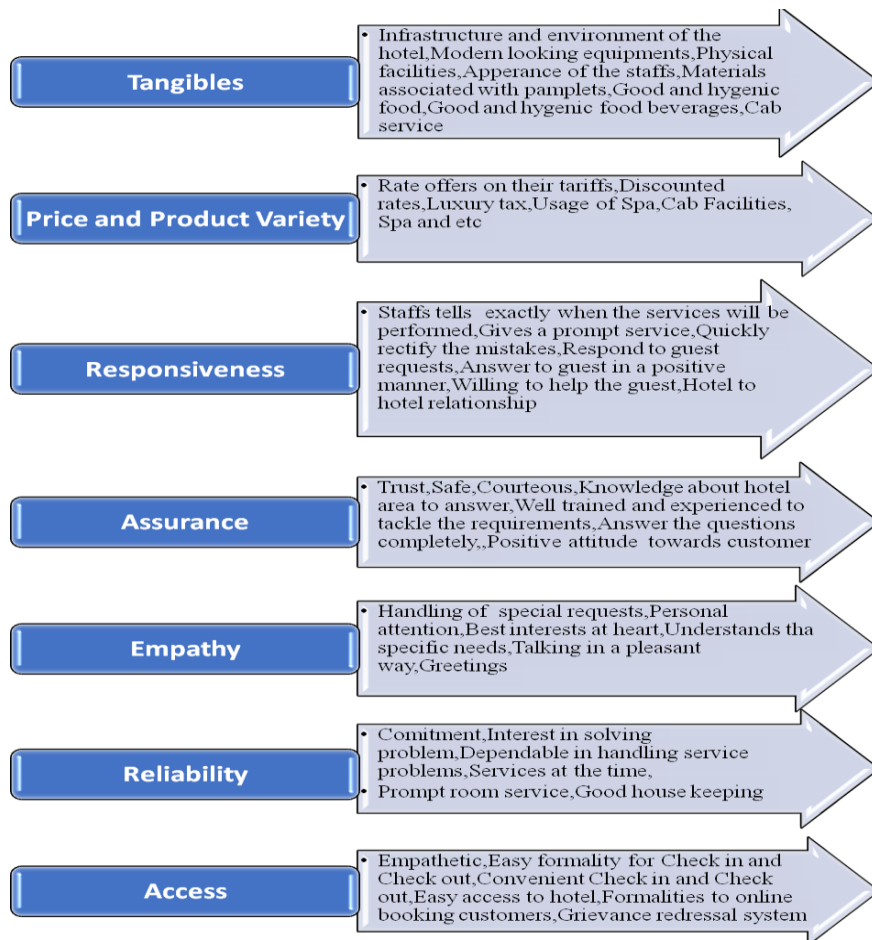 Tangibles
• Infrastructure and environment of the
hotel,Modern looking equipments,Physical
facilities,Apperance of the staffs,Materials
associated with pamplets,Good and hygenic
food,Good and hygenic food beverages,Cab
service
Price and Product Variety
• Rate offers on their tariffs,Discounted
rates,Luxury tax,Usage of Spa,Cab Facilities,
Spa and etc
Responsiveness
• Staffs tells exactly when the services will be
performed,Gives a prompt service,Quickly
rectify the mistakes,Respond to guest
requests,Answer to guest in a positive
manner,Willing to help the guest,Hotel to
hotel relationship
Assurance
• Trust,Safe,Courteous,Knowledge about hotel
area to answer,Well trained and experienced to
tackle the requirements,Answer the questions
completely,,Positive attitude towards customer
Empathy
• Handling of special requests,Personal
attention,Best interests at heart,Understands tha
specific needs,Talking in a pleasant
way,Greetings
Reliability
• Comitment,Interest in solving
problem,Dependable in handling service
problems,Services at the time,
• Prompt room service,Good house keeping
Access
• Empathetic,Easy formality for Check in and
Check out,Convenient Check in and Check
out,Easy access to hotel,Formalities to online
booking customers,Grievance redressal system